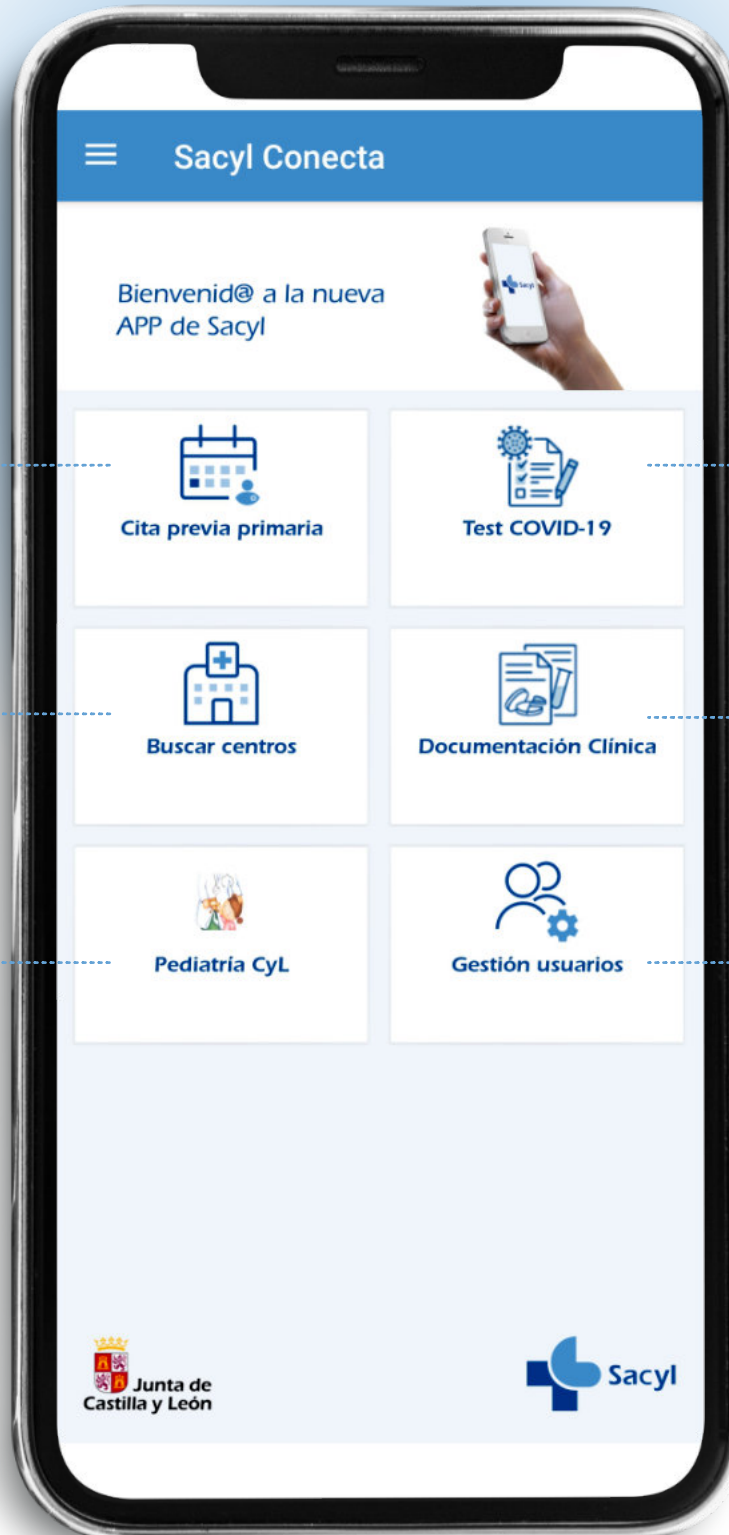 Sacyl Conecta
Bienvenid@ a la nueva
APP de Sacyl
Sacyl
Cita previa primaria
Test COVID-19
Buscar centros
Documentación Clínica
Pediatría CyL
Gestión usuarios
Junta de
Castilla y León
Sacyl